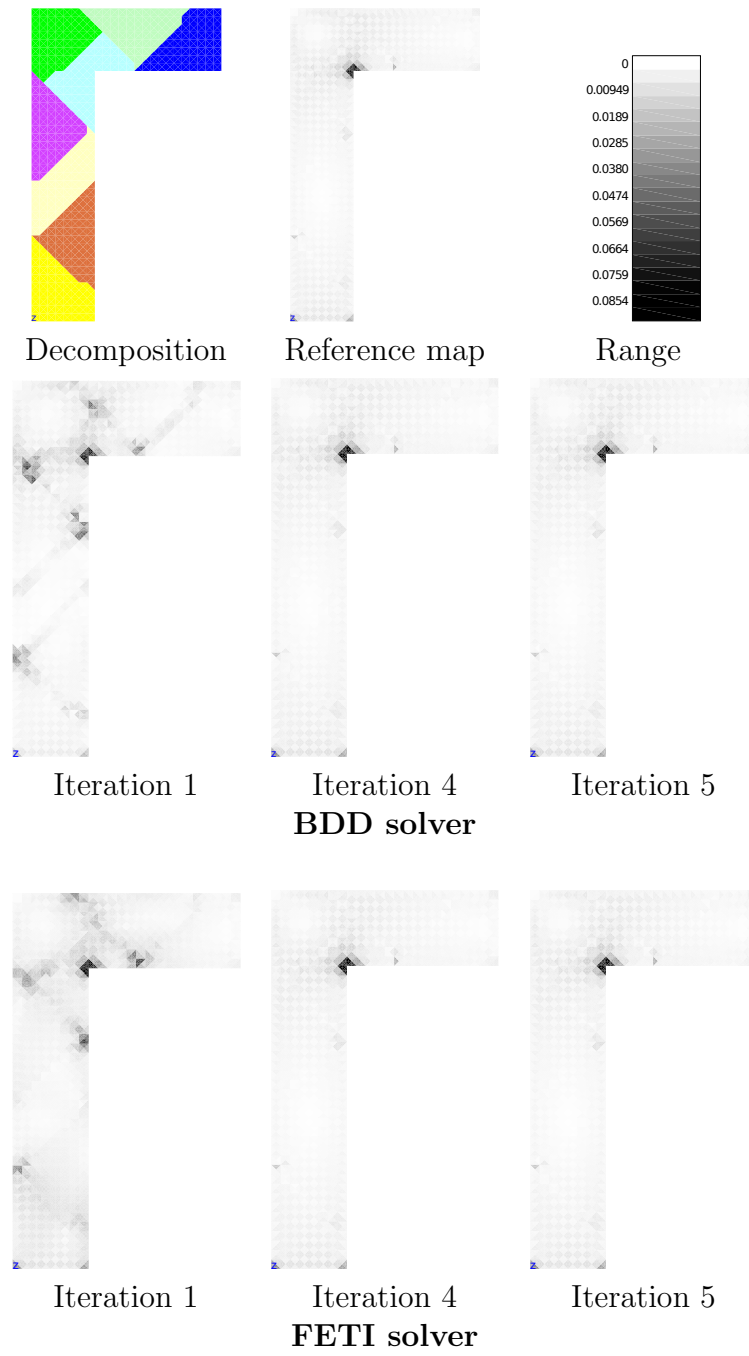 0
0.00949
0.0189
0.0285
0.0380
0.0474
0.0569
0.0664
0.0759
0.0854
z
z
Decomposition Reference map Range
z
z
z
Iteration 1 Iteration 4 Iteration 5
BDD solver
z
z
z
Iteration 1 Iteration 4 Iteration 5
FETI solver